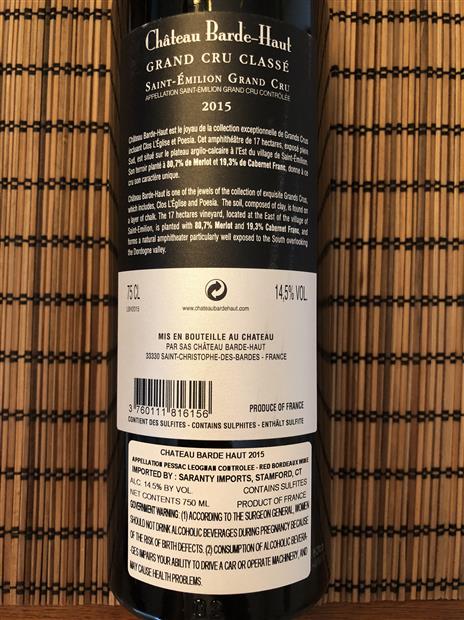 Château Barde-Haut
GRAND CRU CLASSÉ
SAINT-ÉMILION GRAND CRU
APPELLATION SAINT-EMILION GRAND CRU CONTRÔLÉE
2015
Château Barde-Haut est le joyau de la collection exceptionnelle de Grands Crus
incluant Clos L'Église et Poesia. Cet amphithéâtre de 17 hectares, exposé plein
Sud, est situé sur le plateau argilo-calcaire à l'Est du village de Saint-Émilion.
Son terroir planté à 80,7% de Merlot et 19,3% de Cabernet Franc, donne à ce
cru son caractère unique.
Château Barde-Haut is one of the jewels of the collection of exquisite Grands Crus,
which includes, Clos L'Église and Poesia. The soil, composed of clay, is found on
a layer of chalk. The 17 hectares vineyard, located at the East of the village of
Saint-Emilion, is planted with 80,7% Merlot and 19,3% Cabernet Franc, and
forms a natural amphitheater particularly well exposed to the South overlooking
the Dordogne valley.
75 CL
LBH2015
www.chateaubardehaut.com
14,5% VOL.
MIS EN BOUTEILLE AU CHATEAU
PAR SAS CHÂTEAU BARDE-HAUT
33330 SAINT-CHRISTOPHE-DES-BARDES - FRANCE
3 760111 816156
PRODUCE OF FRANCE
CONTIENT DES SULFITES - CONTAINS SULPHITES - ENTHÄLT SULFITE
CHATEAU BARDE HAUT 2015
APPELLATION PESSAC LEOGNAN CONTROLEE - RED BORDEAUX WINE
IMPORTED BY : SARANTY IMPORTS, STAMFORD, CT
ALC. 14.5% BY VOL. CONTAINS SULFITES
NET CONTENTS 750 ML PRODUCT OF FRANCE
GOVERNMENT WARNING: (1) ACCORDING TO THE SURGEON GENERAL, WOMEN
SHOULD NOT DRINK ALCOHOLIC BEVERAGES DURING PREGNANCY BECAUSE
OF THE RISK OF BIRTH DEFECTS. (2) CONSUMPTION OF ALCOHOLIC BEVERA-
-GES IMPAIRS YOUR ABILITY TO DRIVE A CAR OR OPERATE MACHINERY, AND
MAY CAUSE HEALTH PROBLEMS.